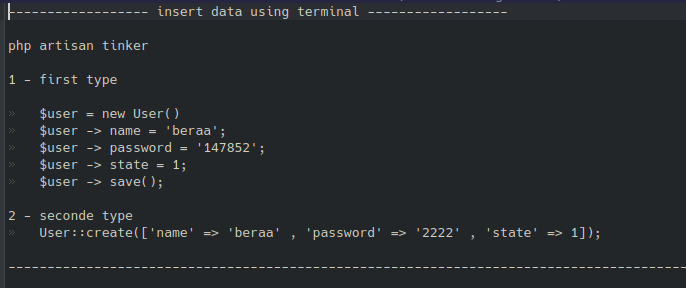 ------------------ insert data using terminal ------------------
php artisan tinker
1 - first type
» $user = new User()
» $user -> name = 'beraa';
» $user -> password = '147852';
» $user -> state = 1;
» $user -> save();
2 - seconde type
» User::create(['name' => 'beraa' , 'password' => '2222' , 'state' => 1]);
---------------------------------------------------------------------------------------